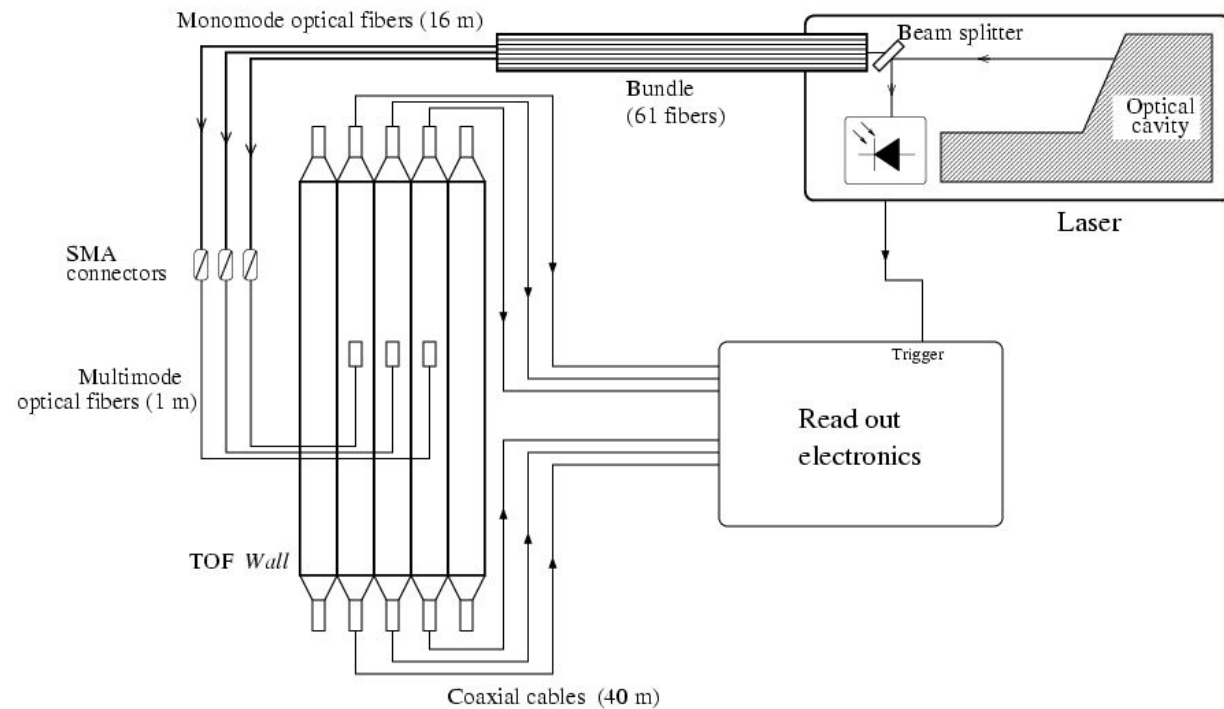 Monomode optical fibers (16 m)
Beam splitter
Bundle
(61 fibers)
Optical
cavity
Laser
SMA
connectors
Trigger
Multimode
optical fibers (1 m)
Read out
electronics
TOF Wall
Coaxial cables (40 m)